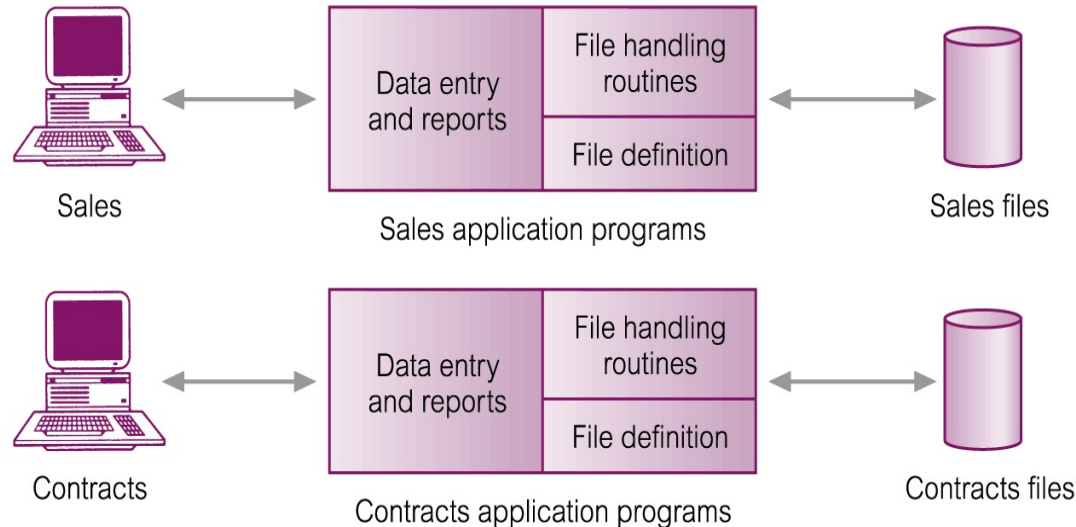 Data entry
and reports
File handling
routines
File definition
Sales
Sales application programs
Sales files
Data entry
and reports
File handling
routines
File definition
Contracts
Contracts application programs
Contracts files